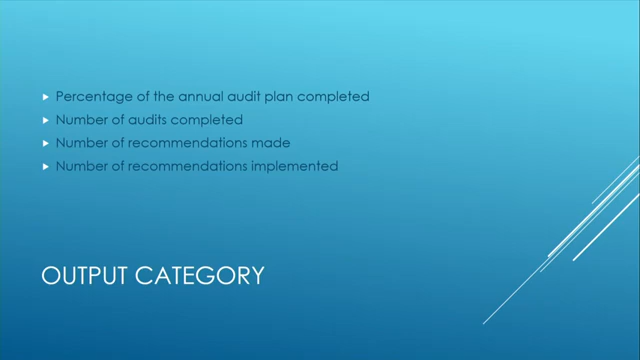 Percentage of the annual audit plan completed
Number of audits completed
Number of recommendations made
Number of recommendations implemented
OUTPUT CATEGORY